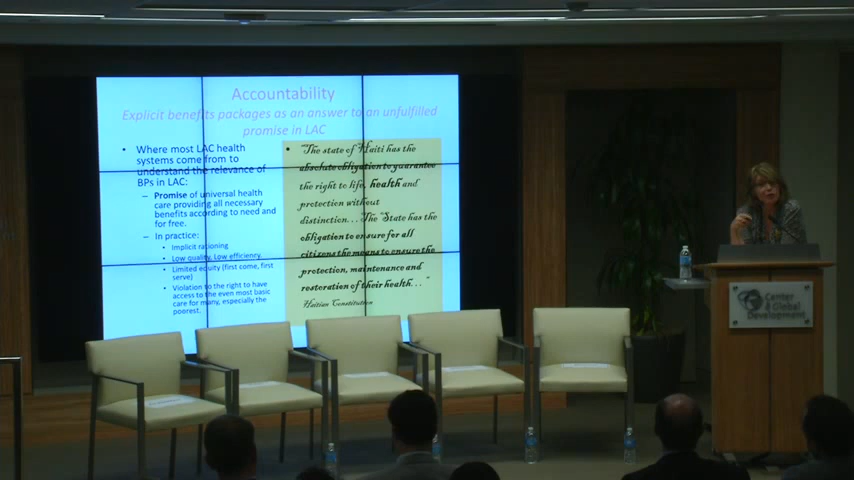 Accountability
Explicit benefits packages as an answer to an unfulfilled
promise in LAC
• Where most LAC health
systems come from to
understand the relevance of
BPs in LAC:
– Promise of universal health
care providing all necessary
benefits according to need and
for free.
– In practice:
• Implicit rationing
• Low quality, Low efficiency.
• Limited equity (first come, first
serve)
• Violation to the right to have
access to the even most basic
care for many, especially the
poorest.
• "The state of Haiti has the
absolute obligation to guarantee
the right to life, health and
protection without
distinction... The "State has the
obligation to ensure for all
citizens the means to ensure the
protection, maintenance and
restoration of their health..."
Haitian Constitution
Center
4 Global
Development